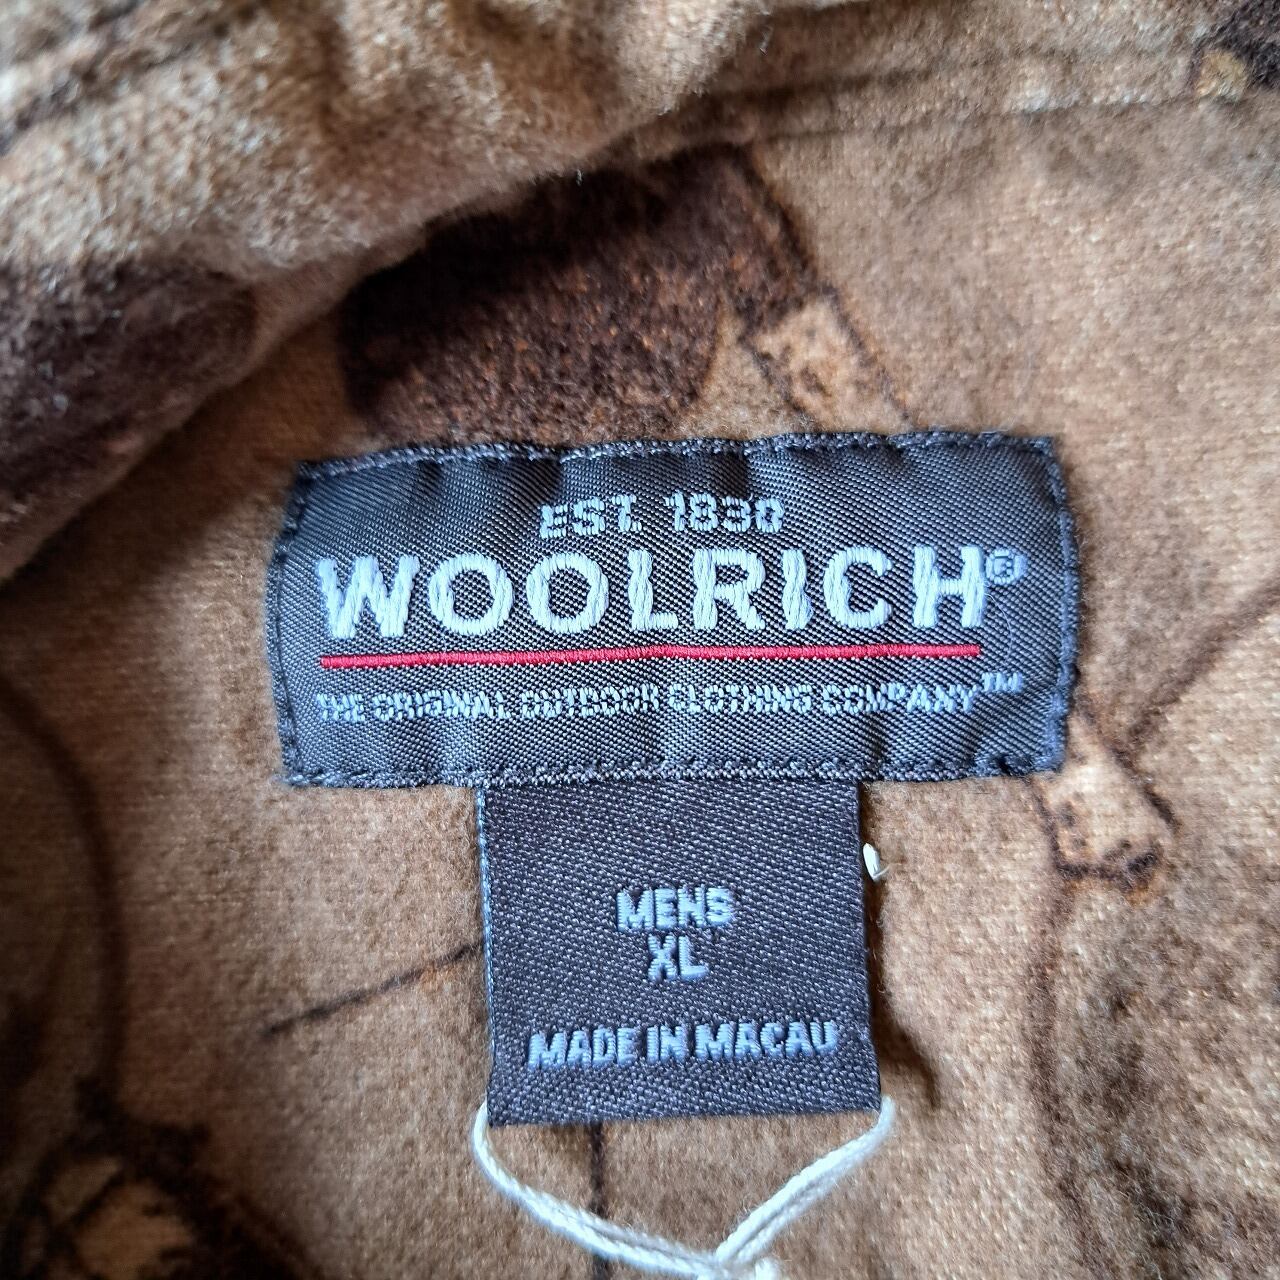 EST. 1830
WOOLRICH®
THE ORIGINAL OUTDOOR CLOTHING COMPANY™
MENS
XL
MADE IN MACAU